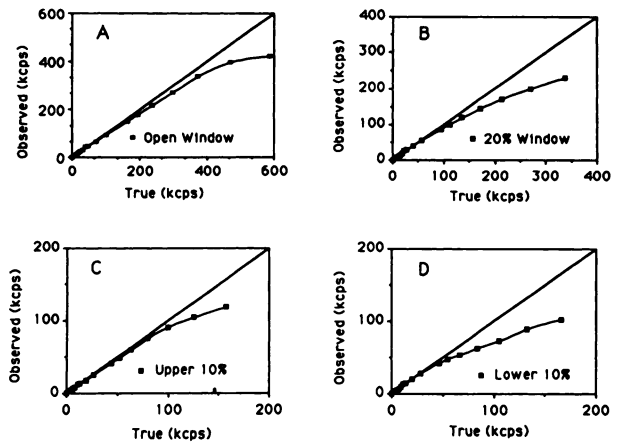 A
B
Observed (kcps)
600
400
200
0
Open Window
0
200
400
600
True (kcps)
Observed (kcps)
400
300
200
100
0
20% Window
0
100
200
300
400
True (kcps)
C
D
Observed (kcps)
200
100
0
Upper 10%
0
100
200
True (kcps)
Observed (kcps)
200
100
0
Lower 10%
0
100
200
True (kcps)